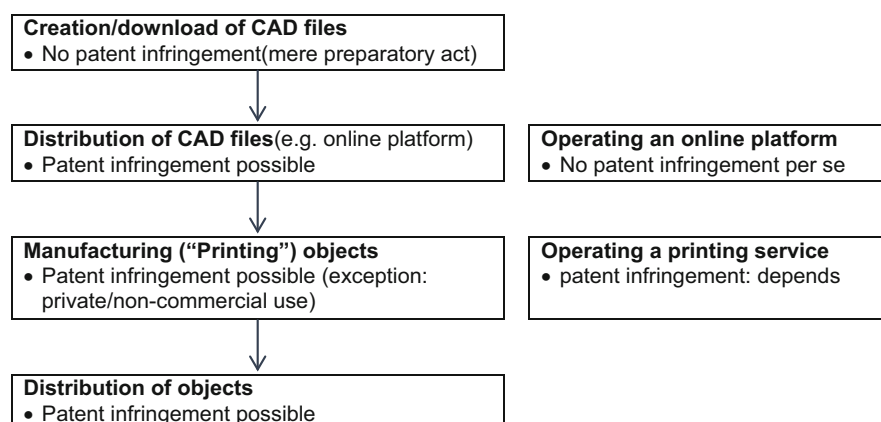 Creation/download of CAD files
• No patent infringement(mere preparatory act)
Distribution of CAD files(e.g. online platform)
• Patent infringement possible
Operating an online platform
• No patent infringement per se
Manufacturing (“Printing”) objects
• Patent infringement possible (exception:
private/non-commercial use)
Operating a printing service
• patent infringement: depends
Distribution of objects
• Patent infringement possible